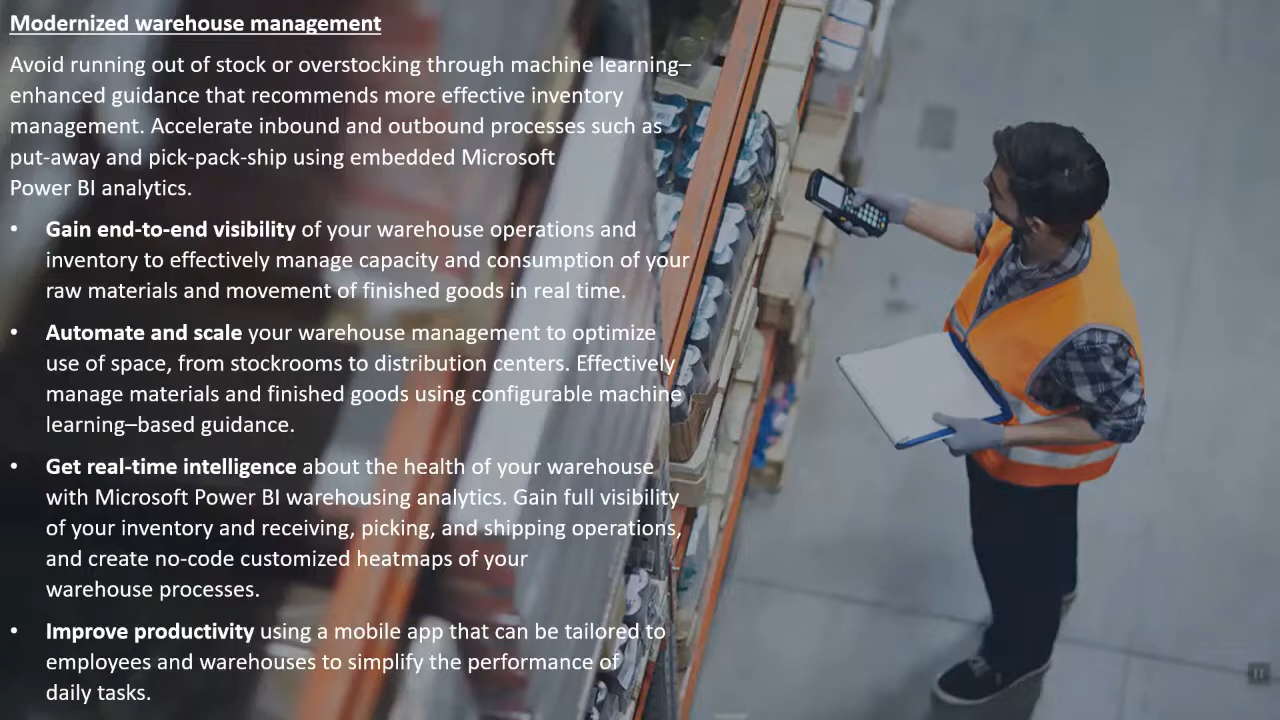 Modernized warehouse management
Avoid running out of stock or overstocking through machine learning–
enhanced guidance that recommends more effective inventory
management. Accelerate inbound and outbound processes such as
put-away and pick-pack-ship using embedded Microsoft
Power BI analytics.
• Gain end-to-end visibility of your warehouse operations and
inventory to effectively manage capacity and consumption of your
raw materials and movement of finished goods in real time.
• Automate and scale your warehouse management to optimize
use of space, from stockrooms to distribution centers. Effectively
manage materials and finished goods using configurable machine
learning–based guidance.
• Get real-time intelligence about the health of your warehouse
with Microsoft Power BI warehousing analytics. Gain full visibility
of your inventory and receiving, picking, and shipping operations,
and create no-code customized heatmaps of your
warehouse processes.
• Improve productivity using a mobile app that can be tailored to
employees and warehouses to simplify the performance of
daily tasks.